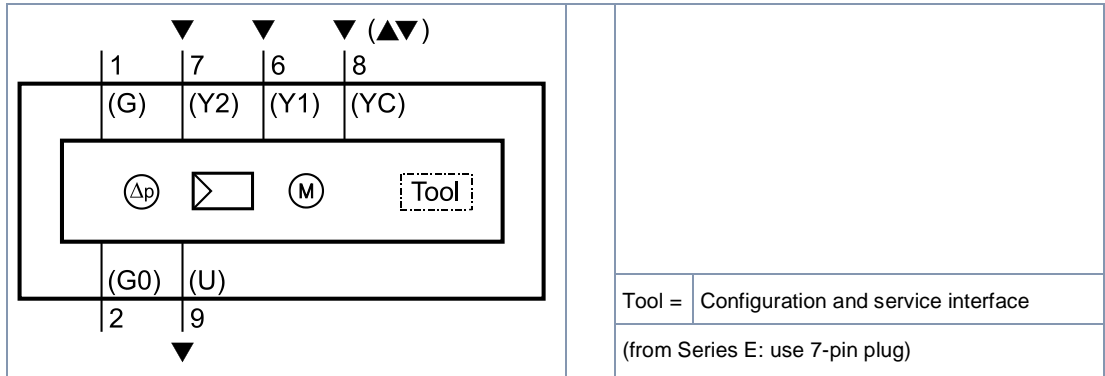 ▼ ▼ ▼ (▲▼)
1 7 6 8
(G) (Y2) (Y1) (YC)
Δp M Tool
(G0) (U)
2 9
▼
Tool = Configuration and service interface
(from Series E: use 7-pin plug)